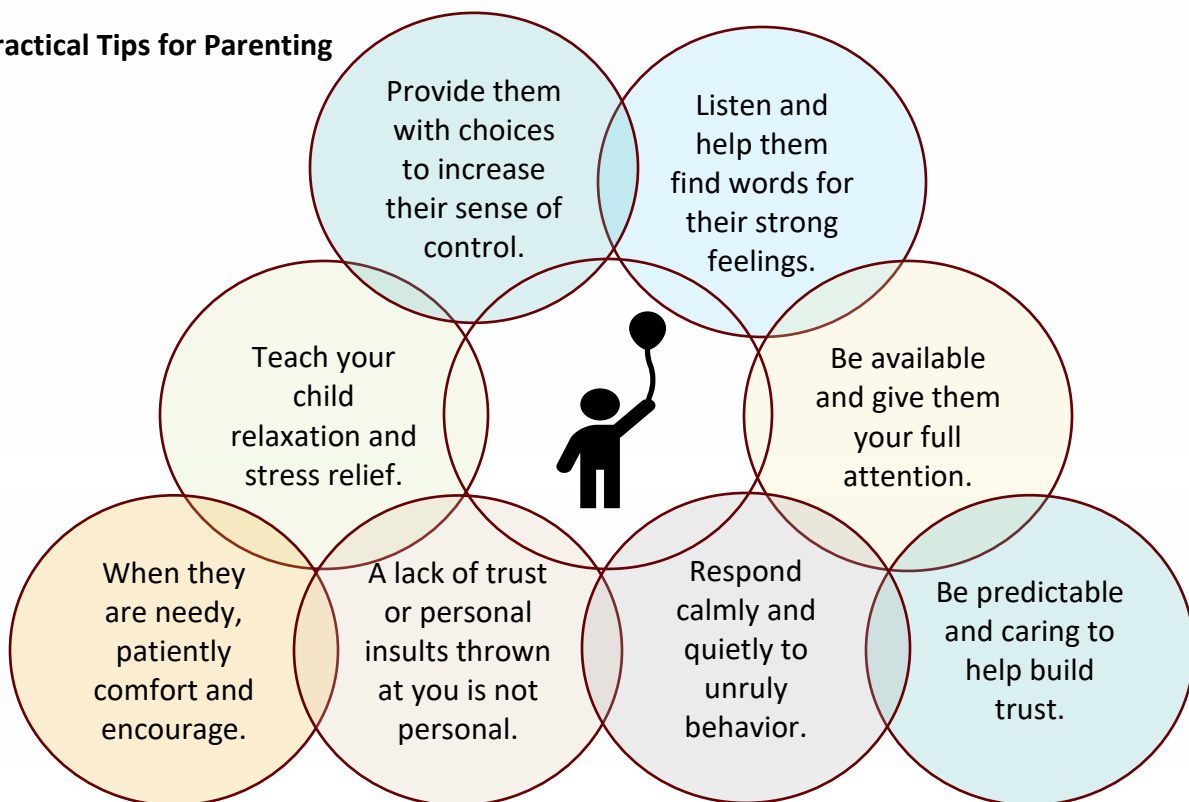 ractical Tips for Parenting
Provide them
with choices
to increase
their sense of
control.
Listen and
help them
find words for
their strong
feelings.
Teach your
child
relaxation and
stress relief.
Be available
and give them
your full
attention.
When they
are needy,
patiently
comfort and
encourage.
A lack of trust
or personal
insults thrown
at you is not
personal.
Respond
calmly and
quietly to
unruly
behavior.
Be predictable
and caring to
help build
trust.